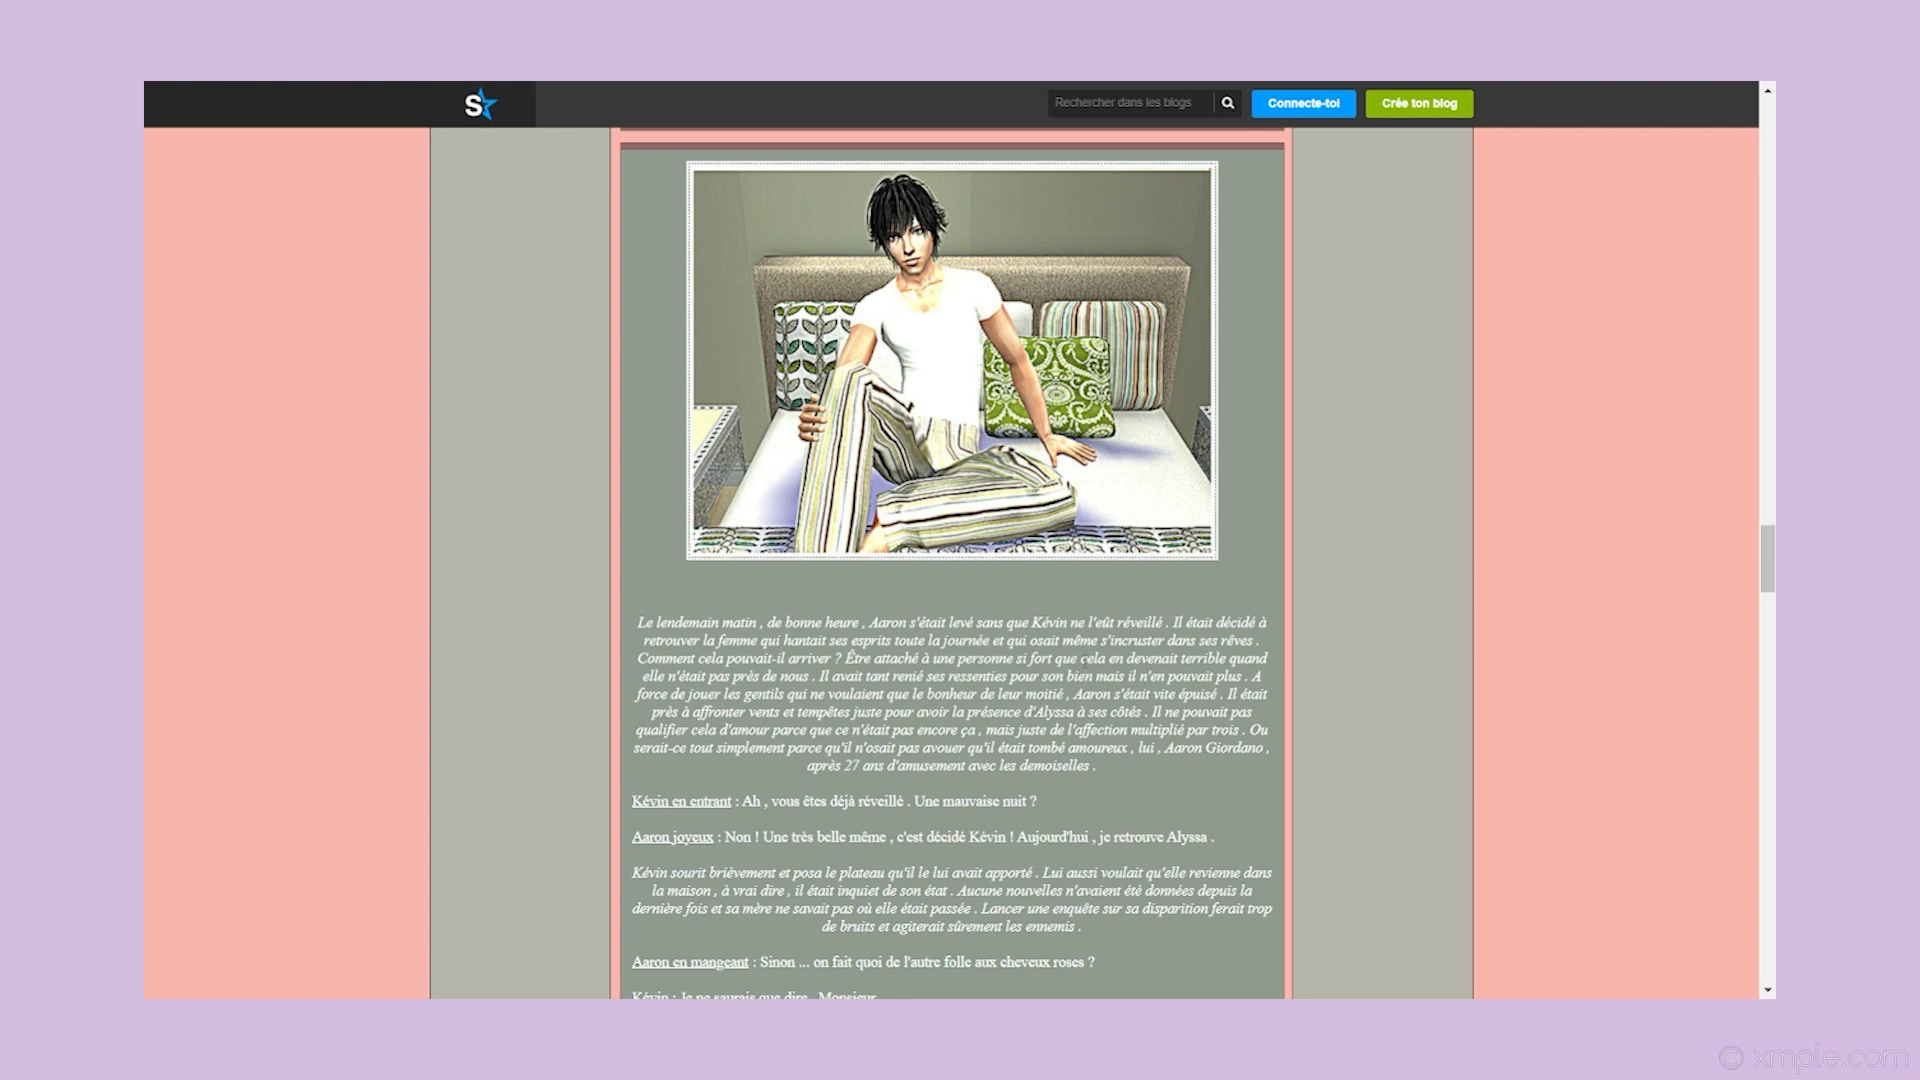 S
Rechercher dans les blogs
Connecte-toi
Crée ton blog
Le lendemain matin , de bonne heure , Aaron s'était levé sans que Kévin ne l'eût réveillé . Il était décidé à
retrouver la femme qui hantait ses esprits toute la journée et qui osait même s'incruster dans ses rêves .
Comment cela pouvait-il arriver ? Être attaché à une personne si fort que cela en devenait terrible quand
elle n'était pas près de nous . Il avait tant renié ses ressenties pour son bien mais il n'en pouvait plus . A
force de jouer les gentils qui ne voulaient que le bonheur de leur moitié , Aaron s'était vite épuisé . Il était
près à affronter vents et tempêtes juste pour avoir la présence d'Alyssa à ses côtés . Il ne pouvait pas
qualifier cela d'amour parce que ce n'était pas encore ça , mais juste de l'affection multiplié par trois . Ou
serait-ce tout simplement parce qu'il n'osait pas avouer qu'il était tombé amoureux , lui , Aaron Giordano ,
après 27 ans d'amusement avec les demoiselles .
Kévin en entrant : Ah , vous êtes déjà réveillé . Une mauvaise nuit ?
Aaron joyeux : Non ! Une très belle même , c'est décidé Kévin ! Aujourd'hui , je retrouve Alyssa .
Kévin sourit brièvement et posa le plateau qu'il le lui avait apporté . Lui aussi voulait qu'elle revienne dans
la maison , à vrai dire , il était inquiet de son état . Aucune nouvelles n'avaient été données depuis la
dernière fois et sa mère ne savait pas où elle était passée . Lancer une enquête sur sa disparition ferait trop
de bruits et agiterait sûrement les ennemis .
Aaron en mangeant : Sinon ... on fait quoi de l'autre folle aux cheveux roses ?
Kévin : Je ne saurais que dire , Monsieur
© xmple.com